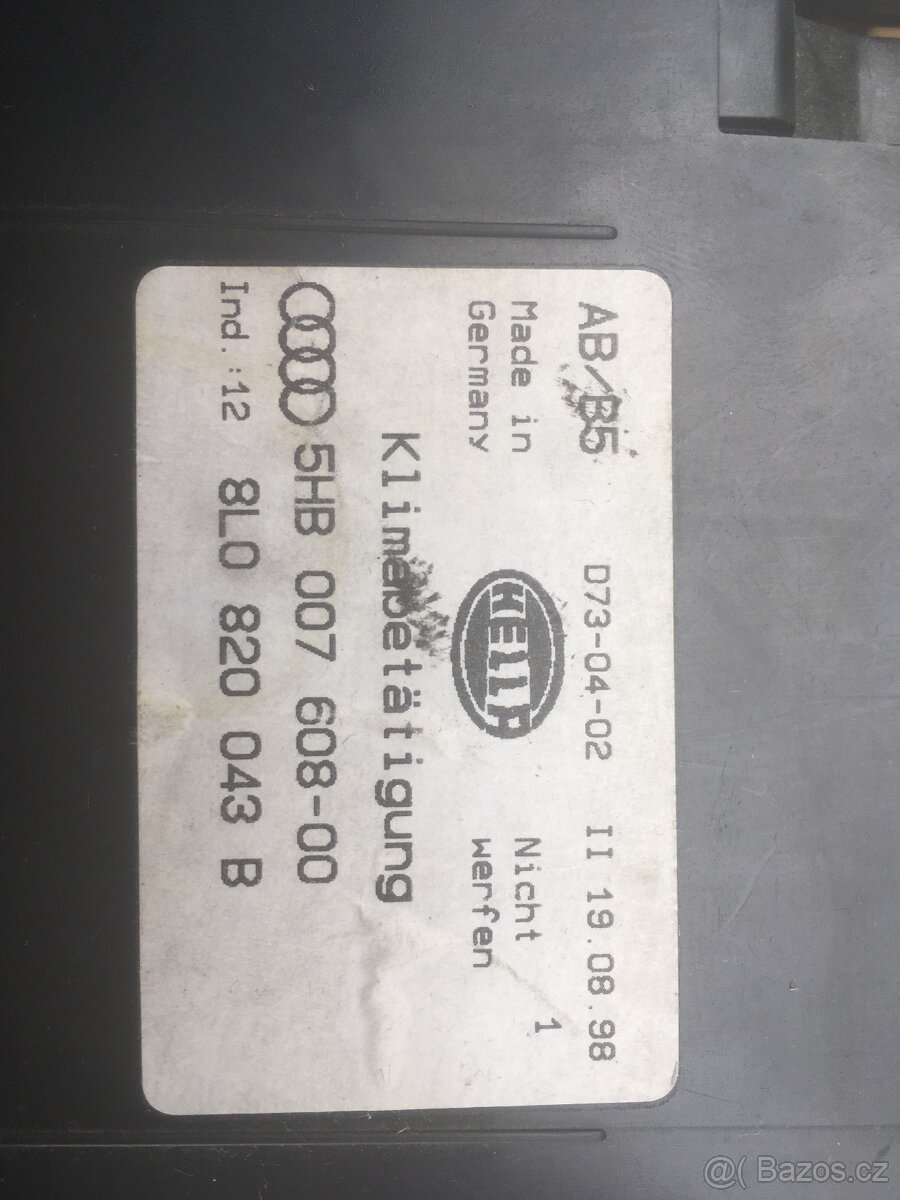 AB/B5 D73-04-02 II 19.08.98
1
Made in Nicht
Germany HELLA werfen
Klimabetätigung
5HB 007 608-00
Ind.:12 8L0 820 043 B
@( Bazos.cz